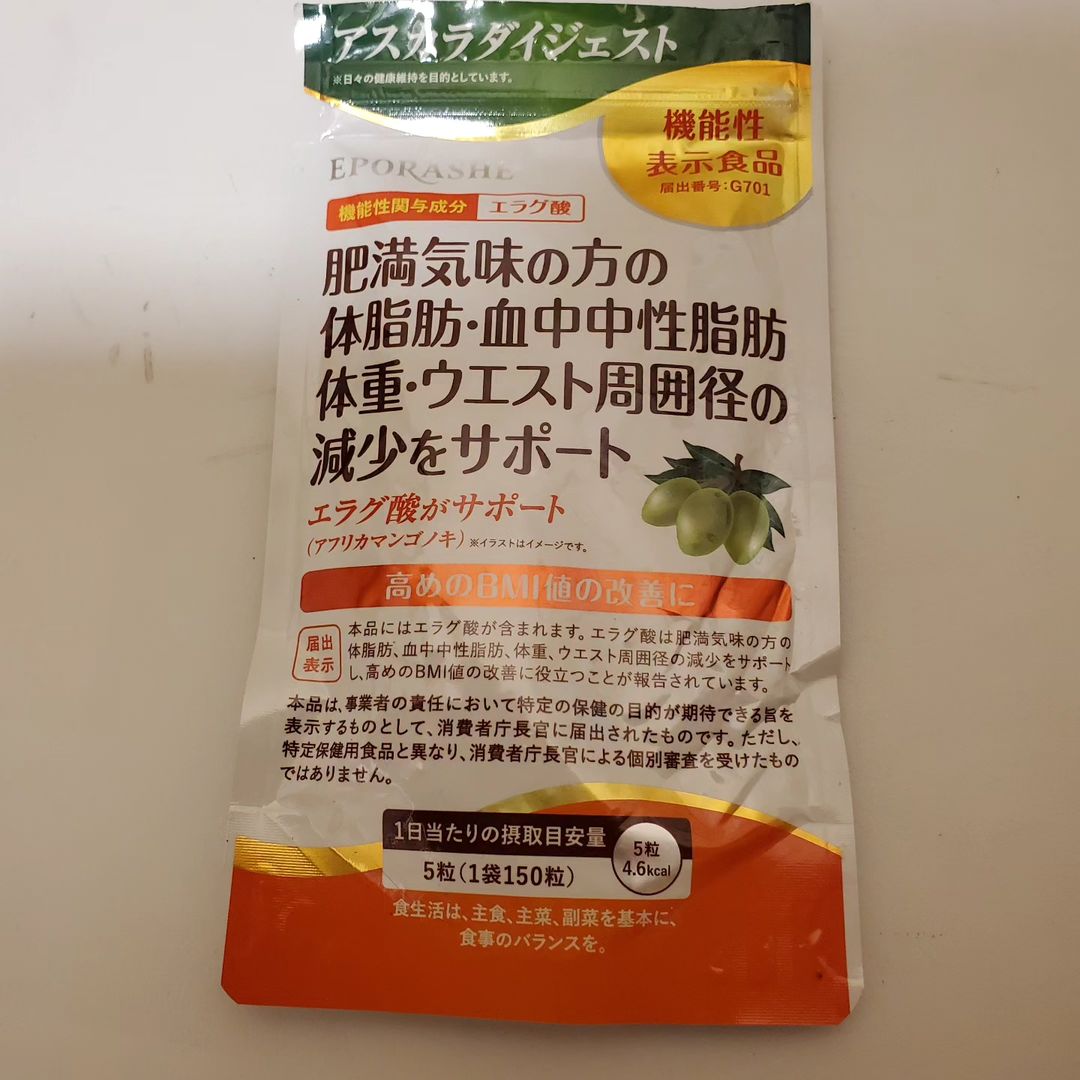 アスカラダイジェスト
※日々の健康維持を目的としています。
機能性
表示食品
届出番号:G701
EPORASHE
機能性関与成分 エラグ酸
肥満気味の方の
体脂肪・血中中性脂肪
体重・ウエスト周囲径の
減少をサポート
エラグ酸がサポート
(アフリカマンゴノキ) ※イラストはイメージです。
高めのBMI値の改善に
届出
表示
本品にはエラグ酸が含まれます。エラグ酸は肥満気味の方の
体脂肪、血中中性脂肪、体重、ウエスト周囲径の減少をサポート
し、高めのBMI値の改善に役立つことが報告されています。
本品は、事業者の責任において特定の保健の目的が期待できる旨を
表示するものとして、消費者庁長官に届出されたものです。ただし、
特定保健用食品と異なり、消費者庁長官による個別審査を受けたもの
ではありません。
1日当たりの摂取目安量
5粒(1袋150粒)
5粒
4.6kcal
食生活は、主食、主菜、副菜を基本に、
食事のバランスを。